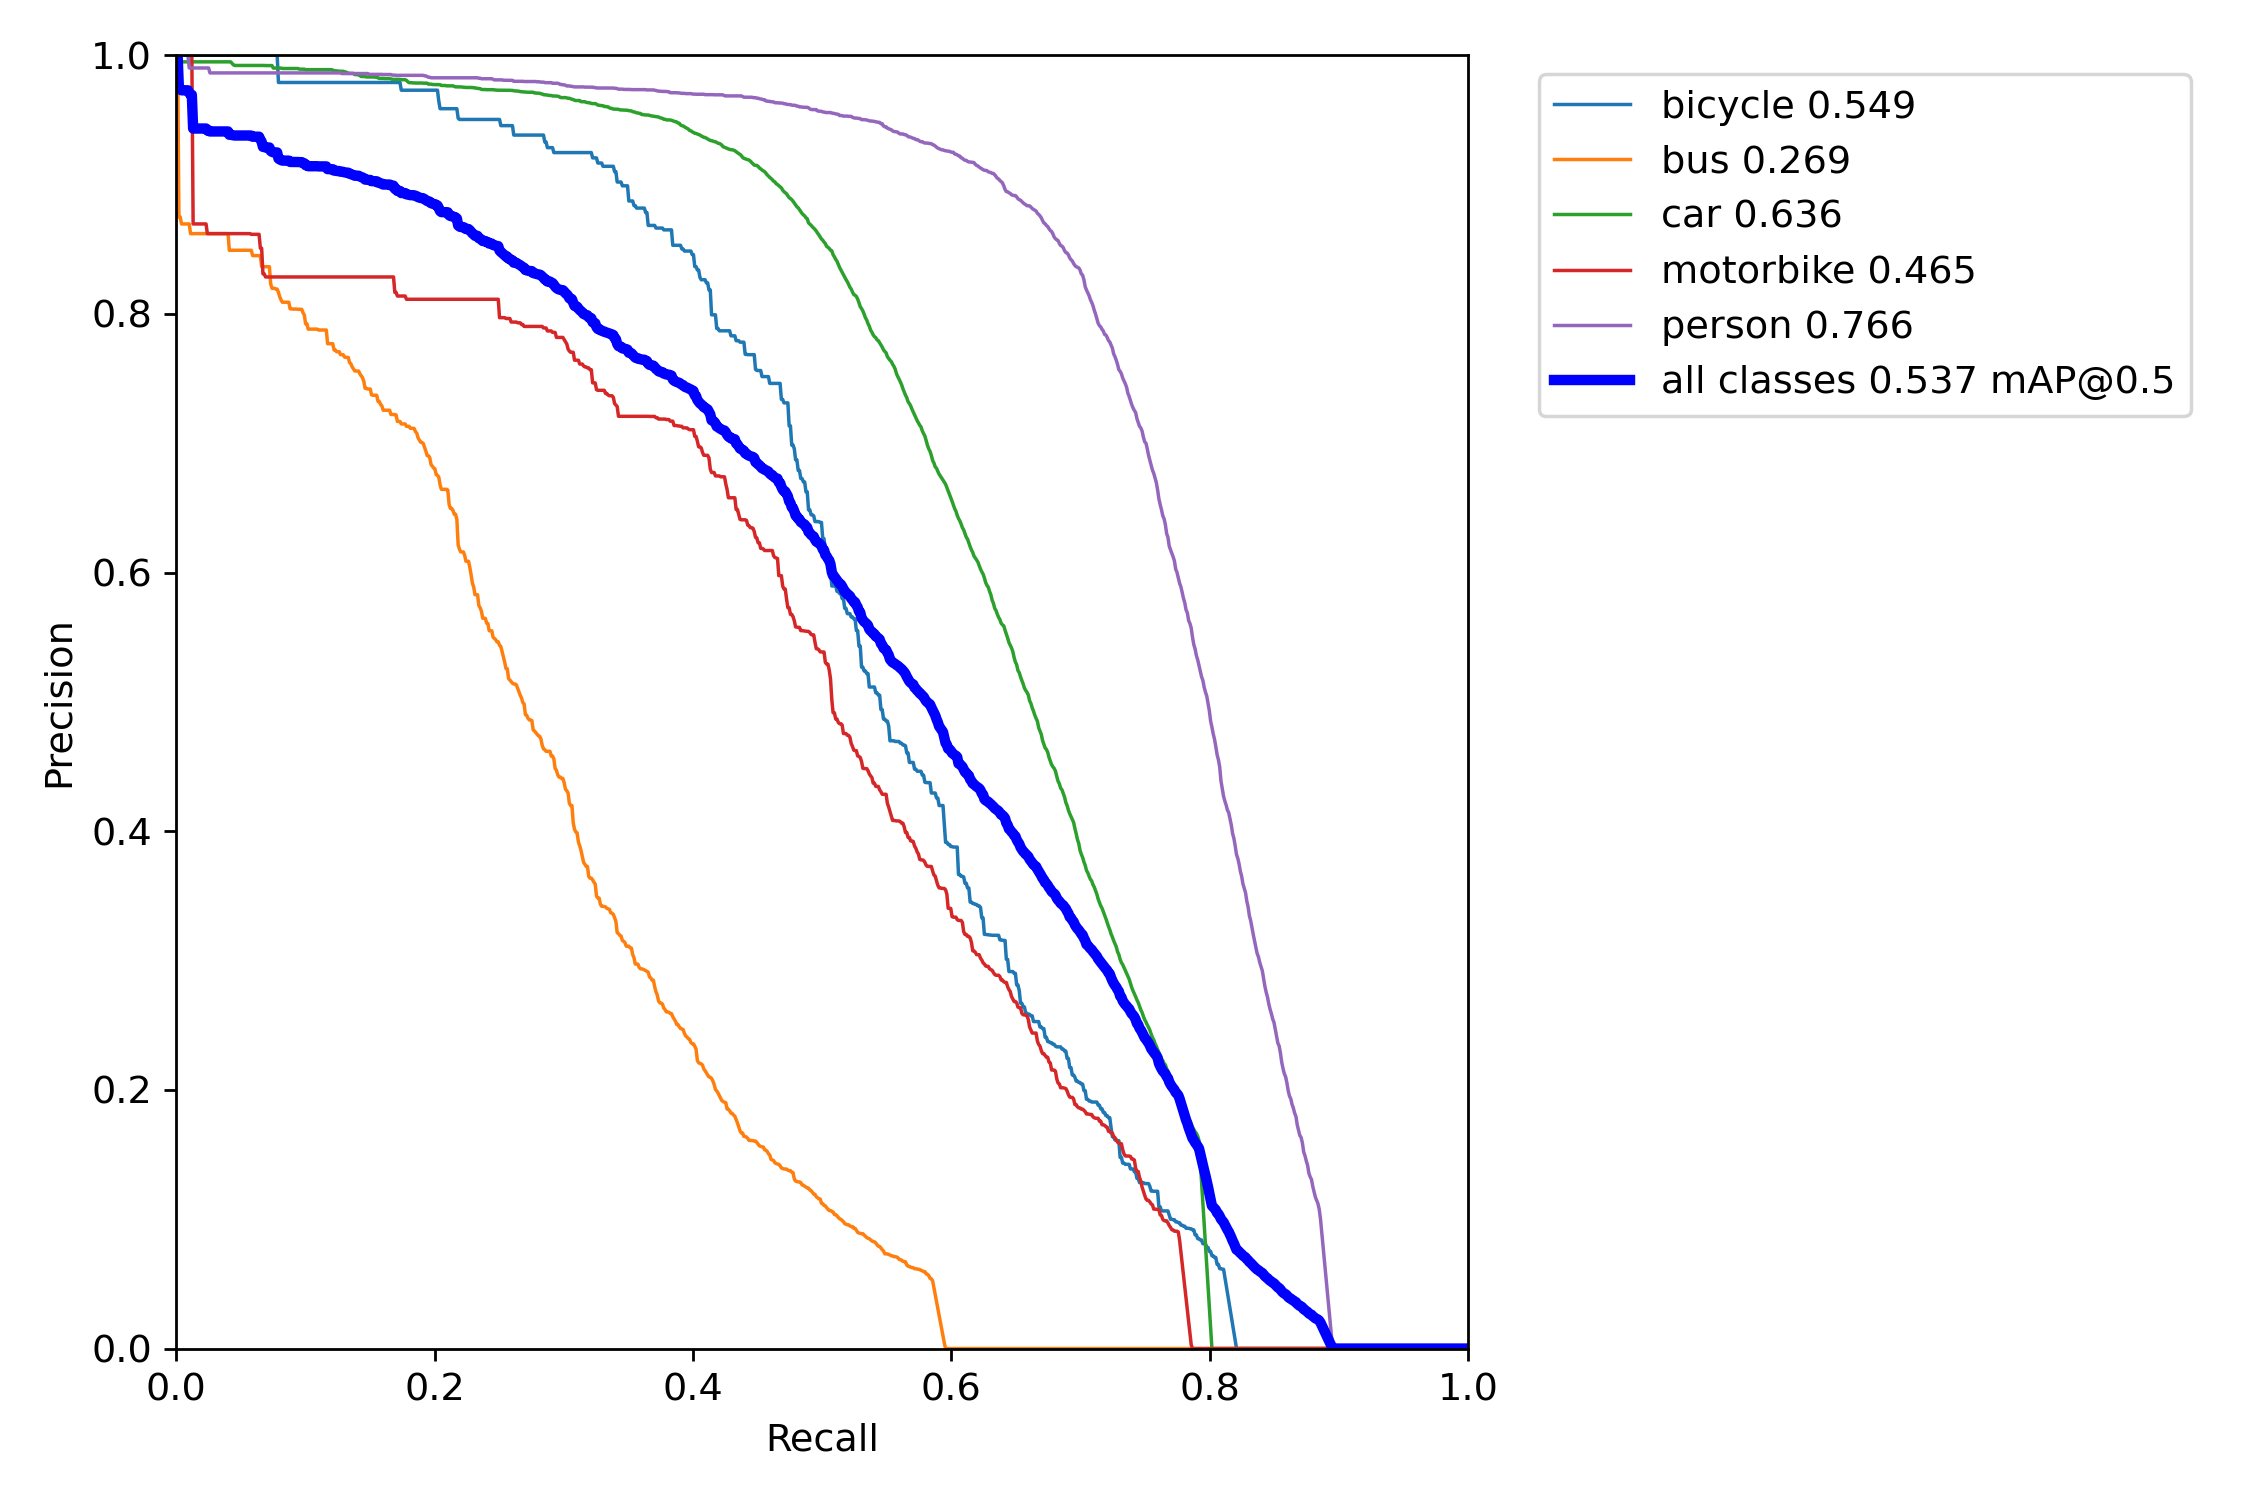 1.0
0.8
0.6
0.4
0.2
0.0
Precision
0.0 0.2 0.4 0.6 0.8 1.0
Recall
bicycle 0.549
bus 0.269
car 0.636
motorbike 0.465
person 0.766
all classes 0.537 mAP@0.5